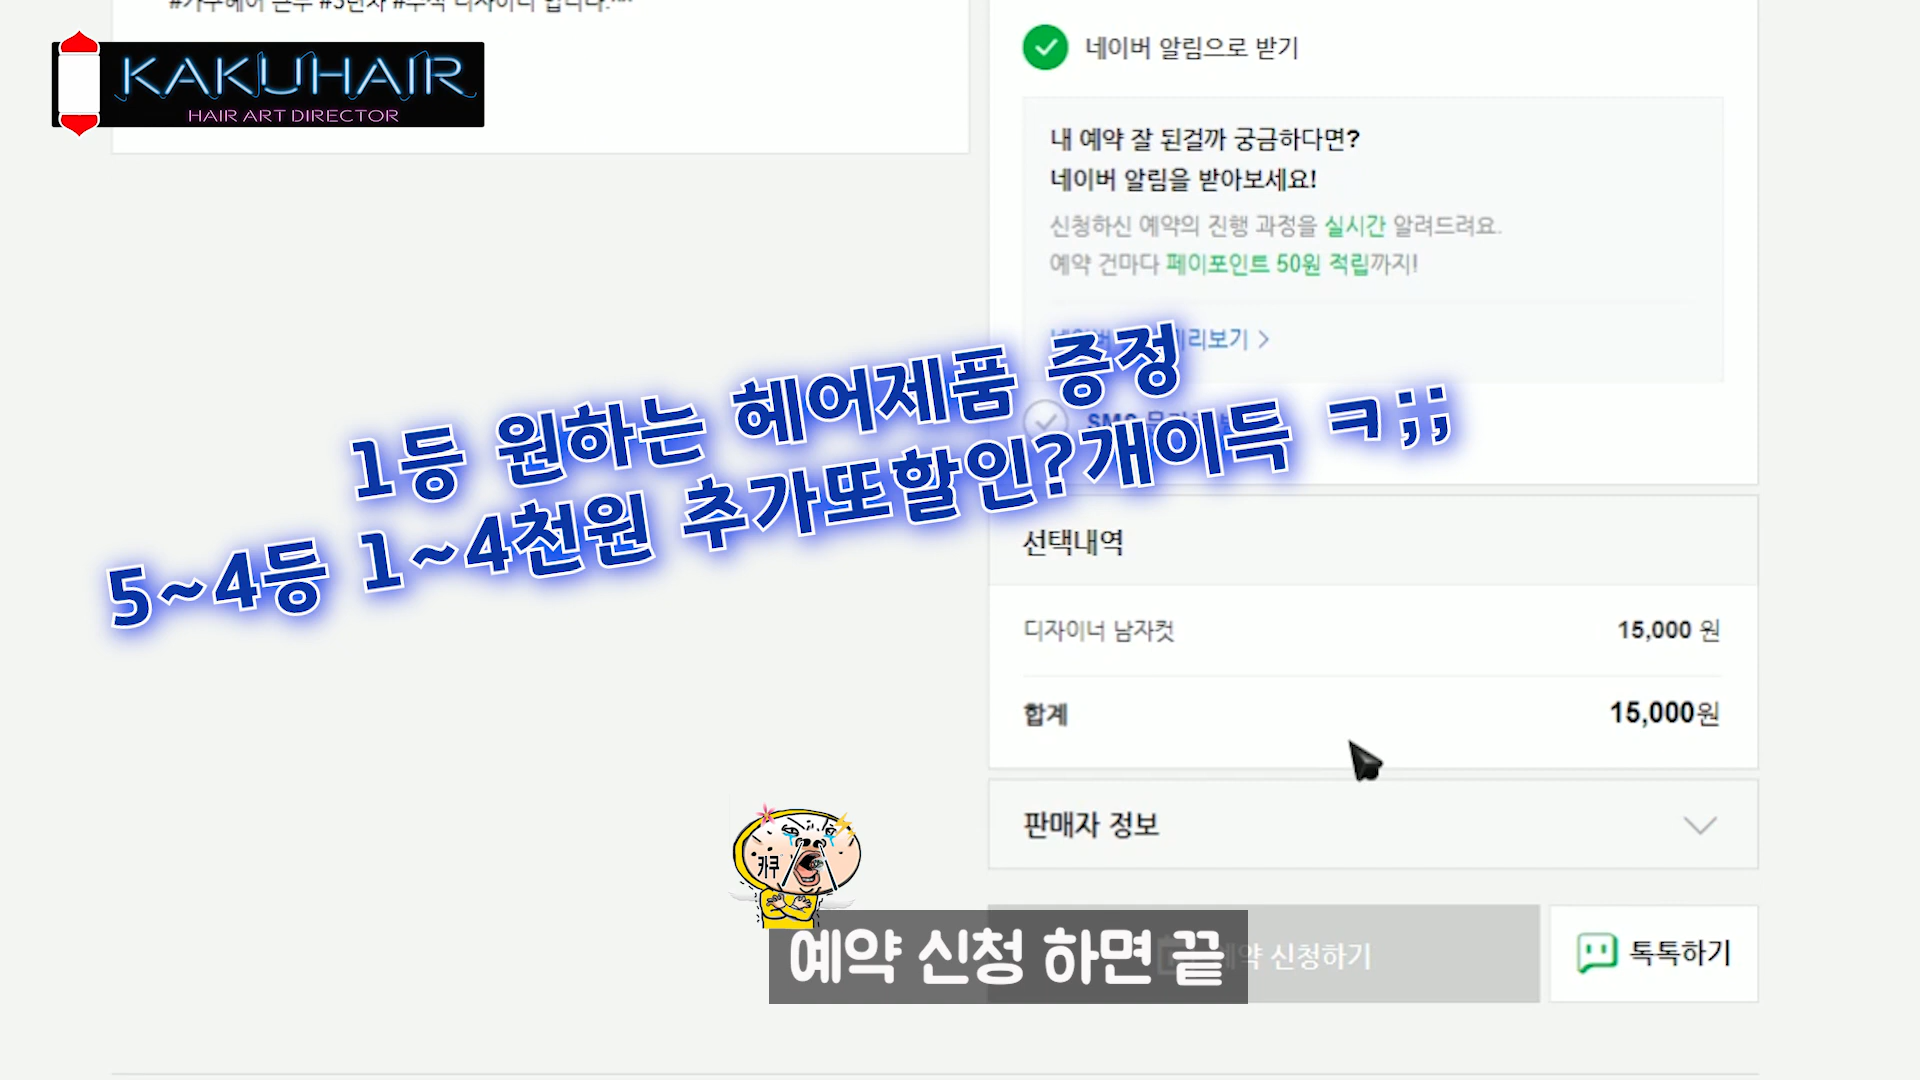 KAKUHAIR
HAIR ART DIRECTOR
네이버 알림으로 받기
내 예약 잘 된걸까 궁금하다면?
네이버 알림을 받아보세요!
신청하신 예약의 진행 과정을 실시간 알려드려요.
예약 건마다 페이포인트 50원 적립까지!
1등 원하는 헤어제품 증정
5~4등 1~4천원 추가또할인?개이득 ㅋ;;
선택내역
디자이너 남자컷 15,000 원
합계 15,000원
판매자 정보
카쿠
예약 신청 하면 끝
신청하기
톡톡하기